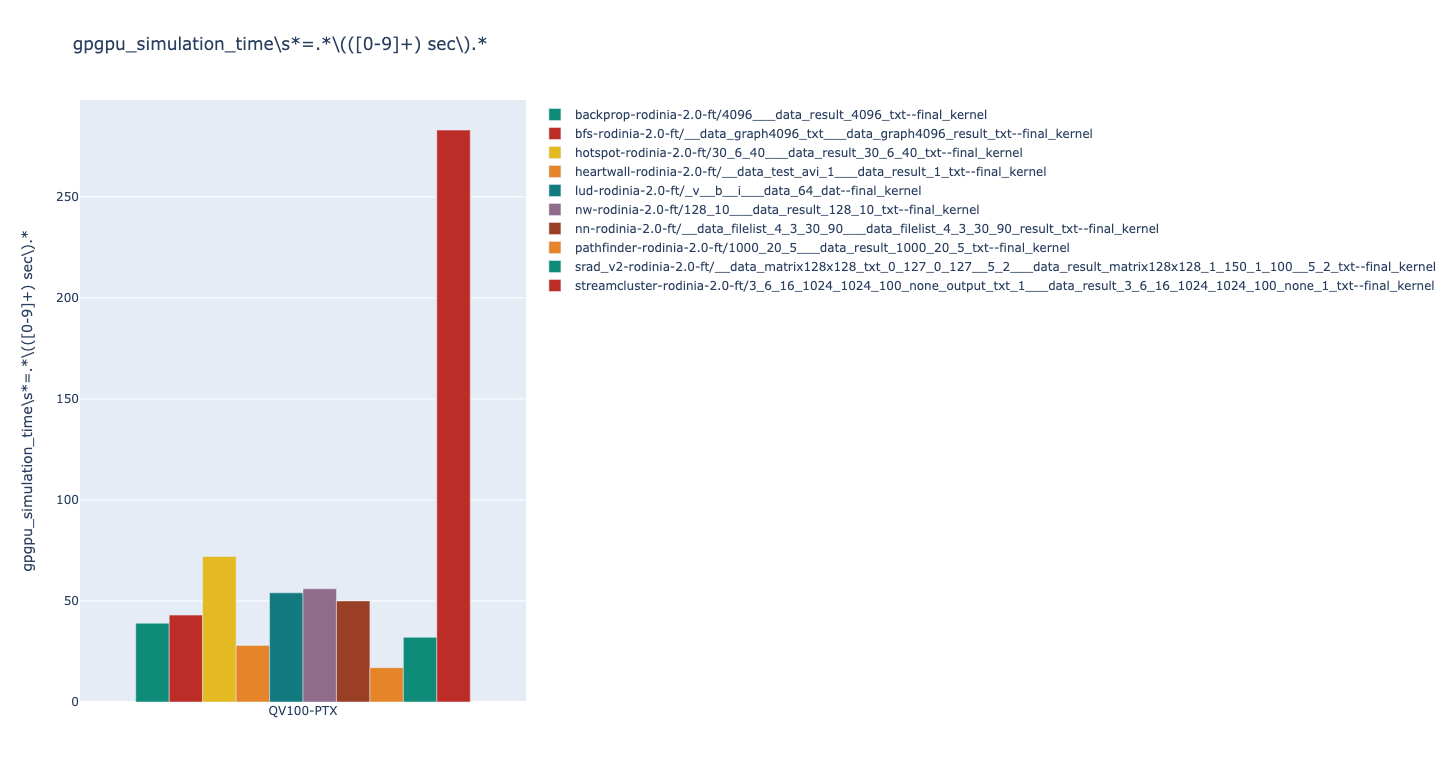 gpgpu_simulation_time\s*=.*\(([0-9]+) sec\).*
gpgpu_simulation_time\s*=.*\(([0-9]+) sec\).*
250
200
150
100
50
0
QV100-PTX
backprop-rodinia-2.0-ft/4096___data_result_4096_txt--final_kernel
bfs-rodinia-2.0-ft/__data_graph4096_txt___data_graph4096_result_txt--final_kernel
hotspot-rodinia-2.0-ft/30_6_40___data_result_30_6_40_txt--final_kernel
heartwall-rodinia-2.0-ft/__data_test_avi_1___data_result_1_txt--final_kernel
lud-rodinia-2.0-ft/_v__b__i___data_64_dat--final_kernel
nw-rodinia-2.0-ft/128_10___data_result_128_10_txt--final_kernel
nn-rodinia-2.0-ft/__data_filelist_4_3_30_90___data_filelist_4_3_30_90_result_txt--final_kernel
pathfinder-rodinia-2.0-ft/1000_20_5___data_result_1000_20_5_txt--final_kernel
srad_v2-rodinia-2.0-ft/__data_matrix128x128_txt_0_127_0_127__5_2___data_result_matrix128x128_1_150_1_100__5_2_txt--final_kernel
streamcluster-rodinia-2.0-ft/3_6_16_1024_1024_100_none_output_txt_1___data_result_3_6_16_1024_1024_100_none_1_txt--final_kernel